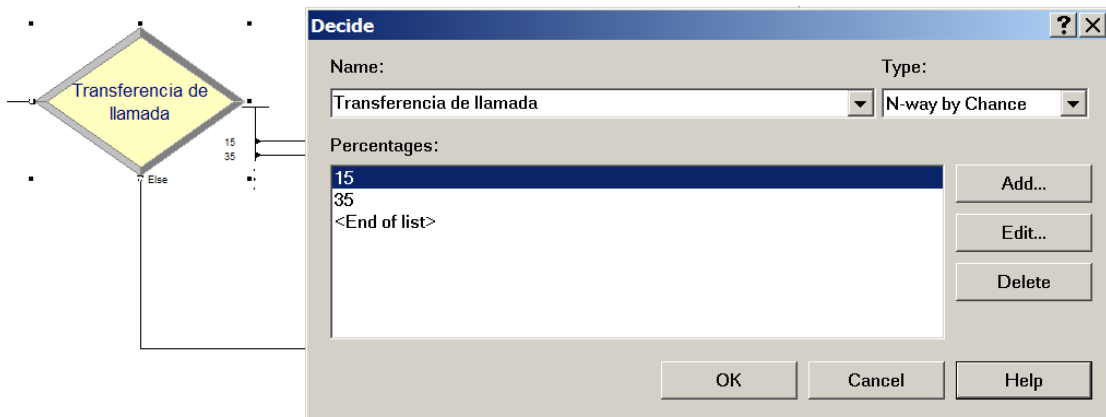 Transferencia de
llamada
15
35
Else
Decide
Name:
Type:
Transferencia de llamada
N-way by Chance
Percentages:
15
35
<End of list>
Add...
Edit...
Delete
OK
Cancel
Help